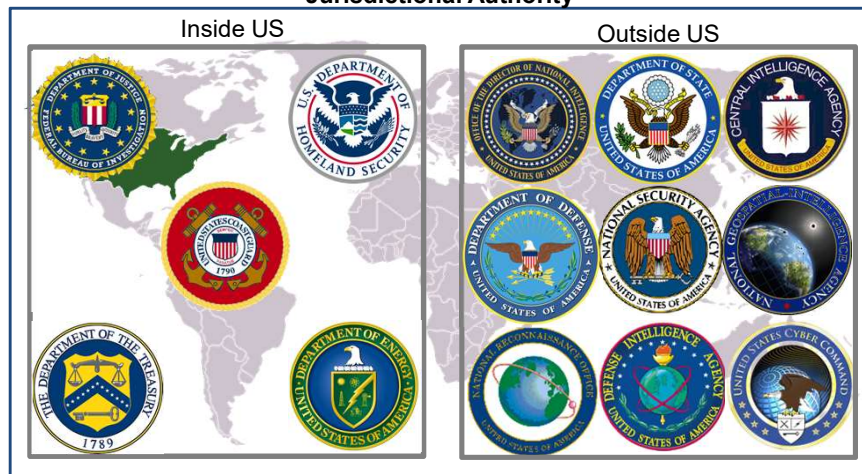 Jurisdictional Authority
Inside US
Outside US
DEPARTMENT OF JUSTICE
FEDERAL BUREAU OF INVESTIGATION
U.S. DEPARTMENT OF
HOMELAND SECURITY
UNITED STATES COAST GUARD
1790
THE DEPARTMENT OF THE TREASURY
1789
DEPARTMENT OF ENERGY
UNITED STATES OF AMERICA
OFFICE OF THE DIRECTOR OF NATIONAL INTELLIGENCE
UNITED STATES OF AMERICA
DEPARTMENT OF STATE
UNITED STATES OF AMERICA
CENTRAL INTELLIGENCE AGENCY
UNITED STATES OF AMERICA
DEPARTMENT OF DEFENSE
UNITED STATES OF AMERICA
NATIONAL SECURITY AGENCY
UNITED STATES OF AMERICA
NATIONAL GEOSPATIAL-INTELLIGENCE AGENCY
NATIONAL RECONNAISSANCE OFFICE
UNITED STATES OF AMERICA
DEFENSE INTELLIGENCE AGENCY
UNITED STATES OF AMERICA
UNITED STATES CYBER COMMAND